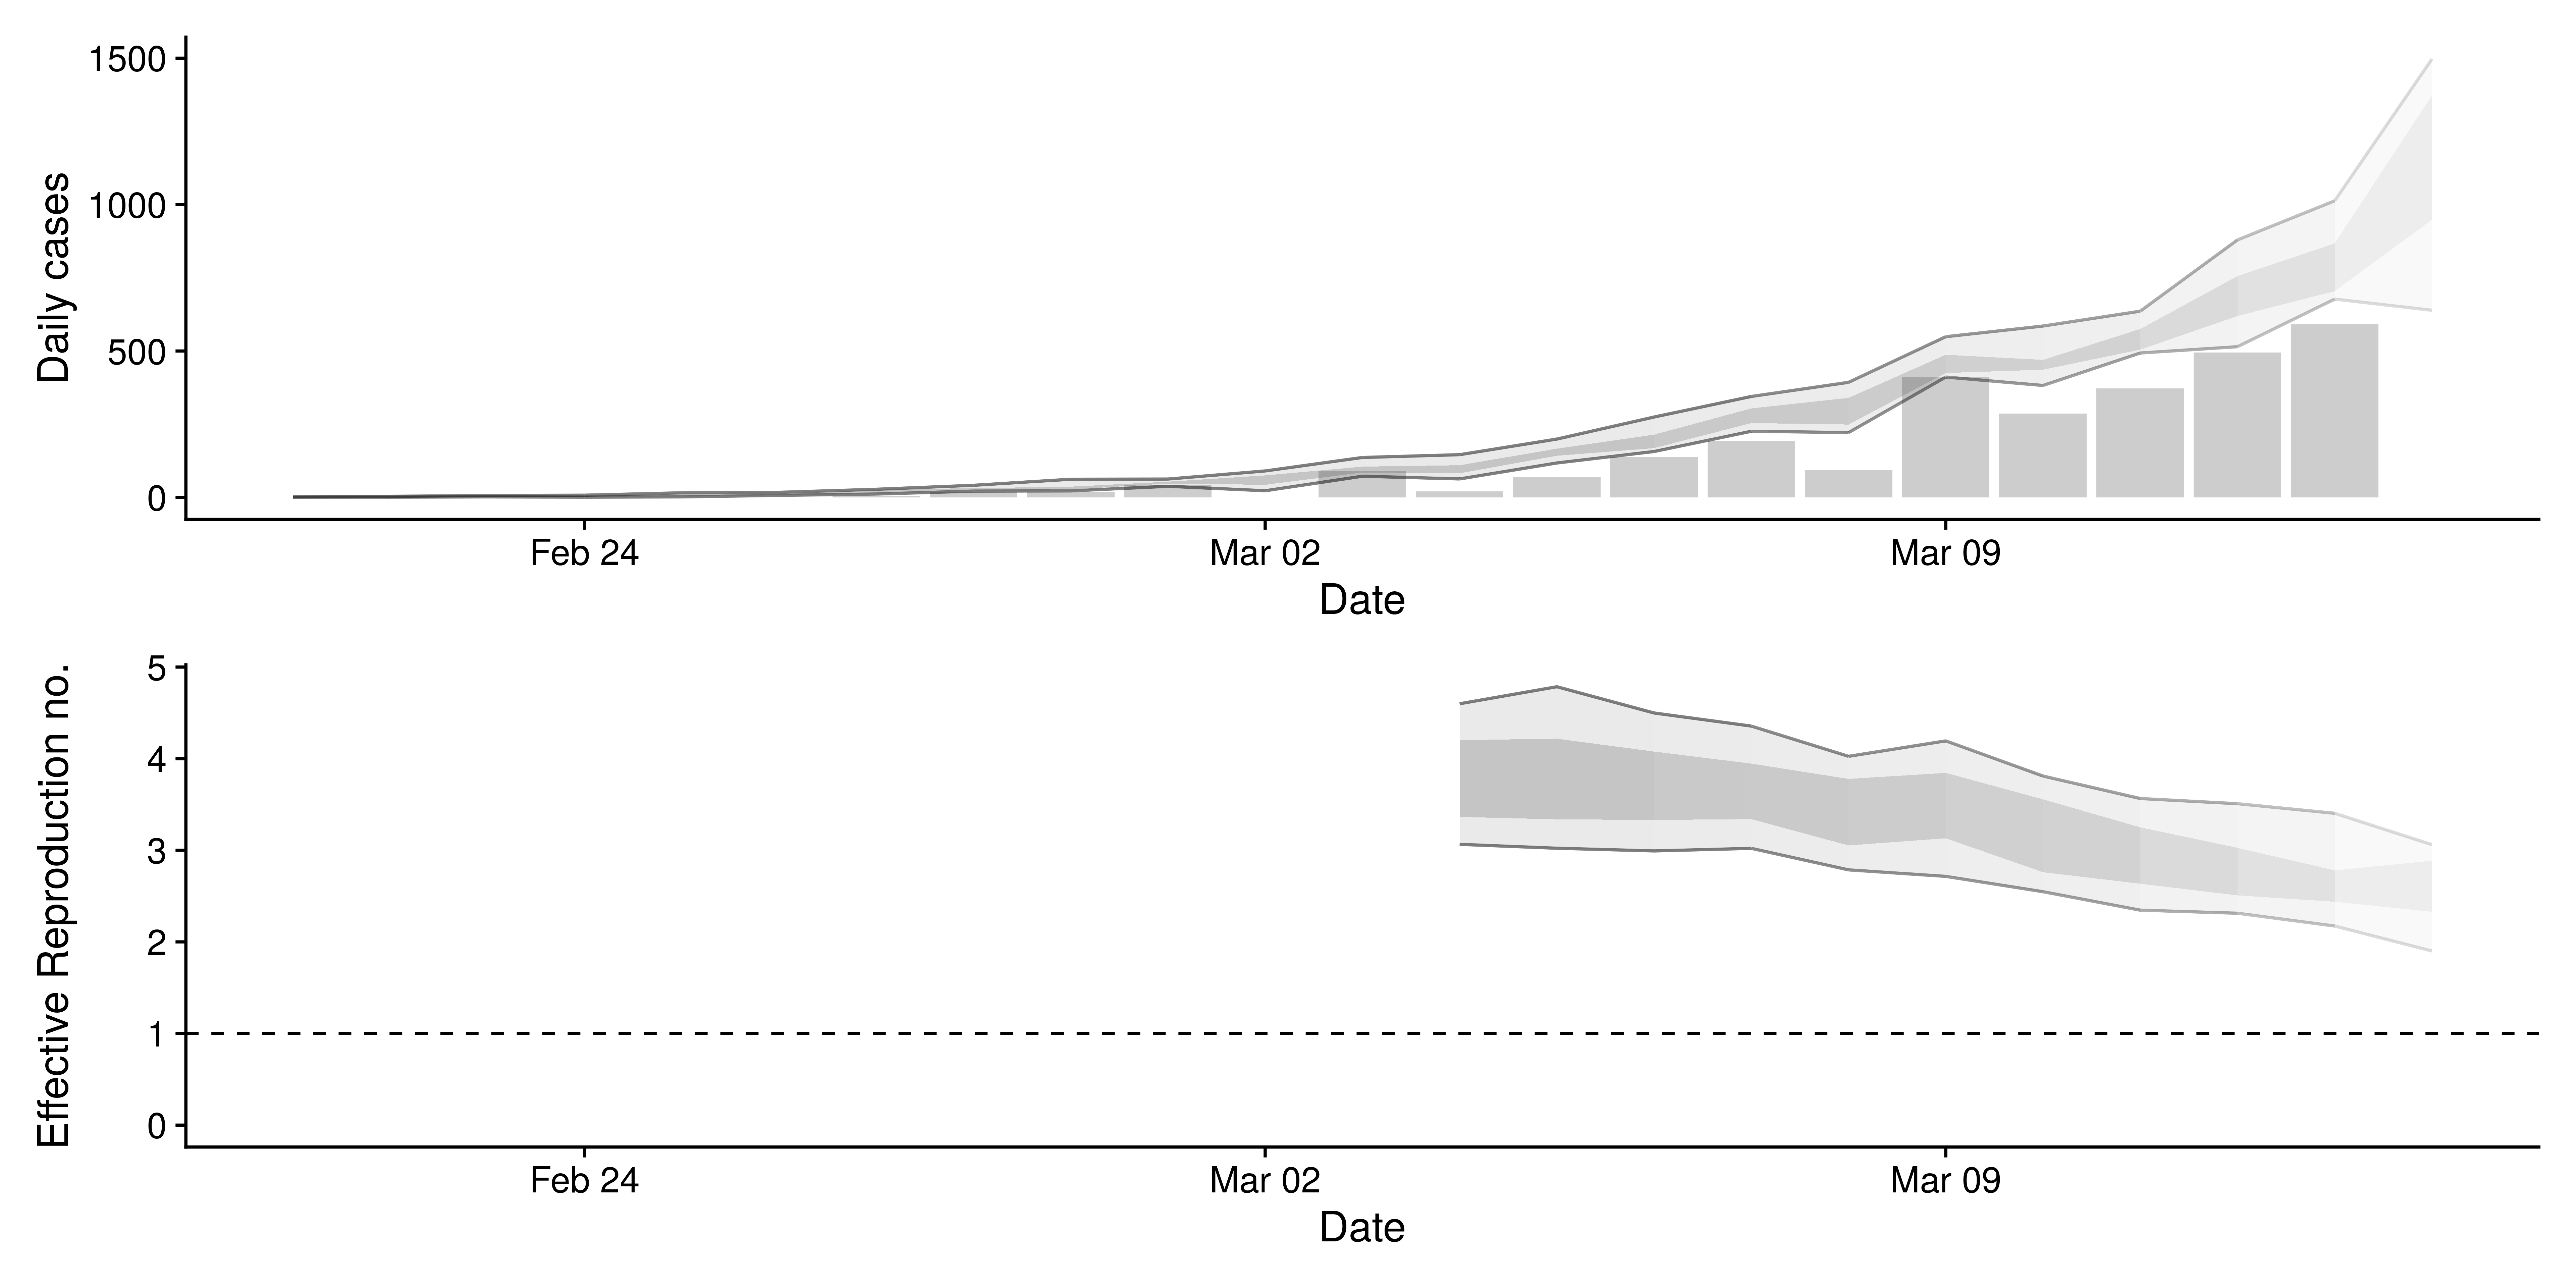 Daily cases
1500
1000
500
0
Feb 24
Mar 02
Mar 09
Date
Effective Reproduction no.
5
4
3
2
1
0
Feb 24
Mar 02
Mar 09
Date